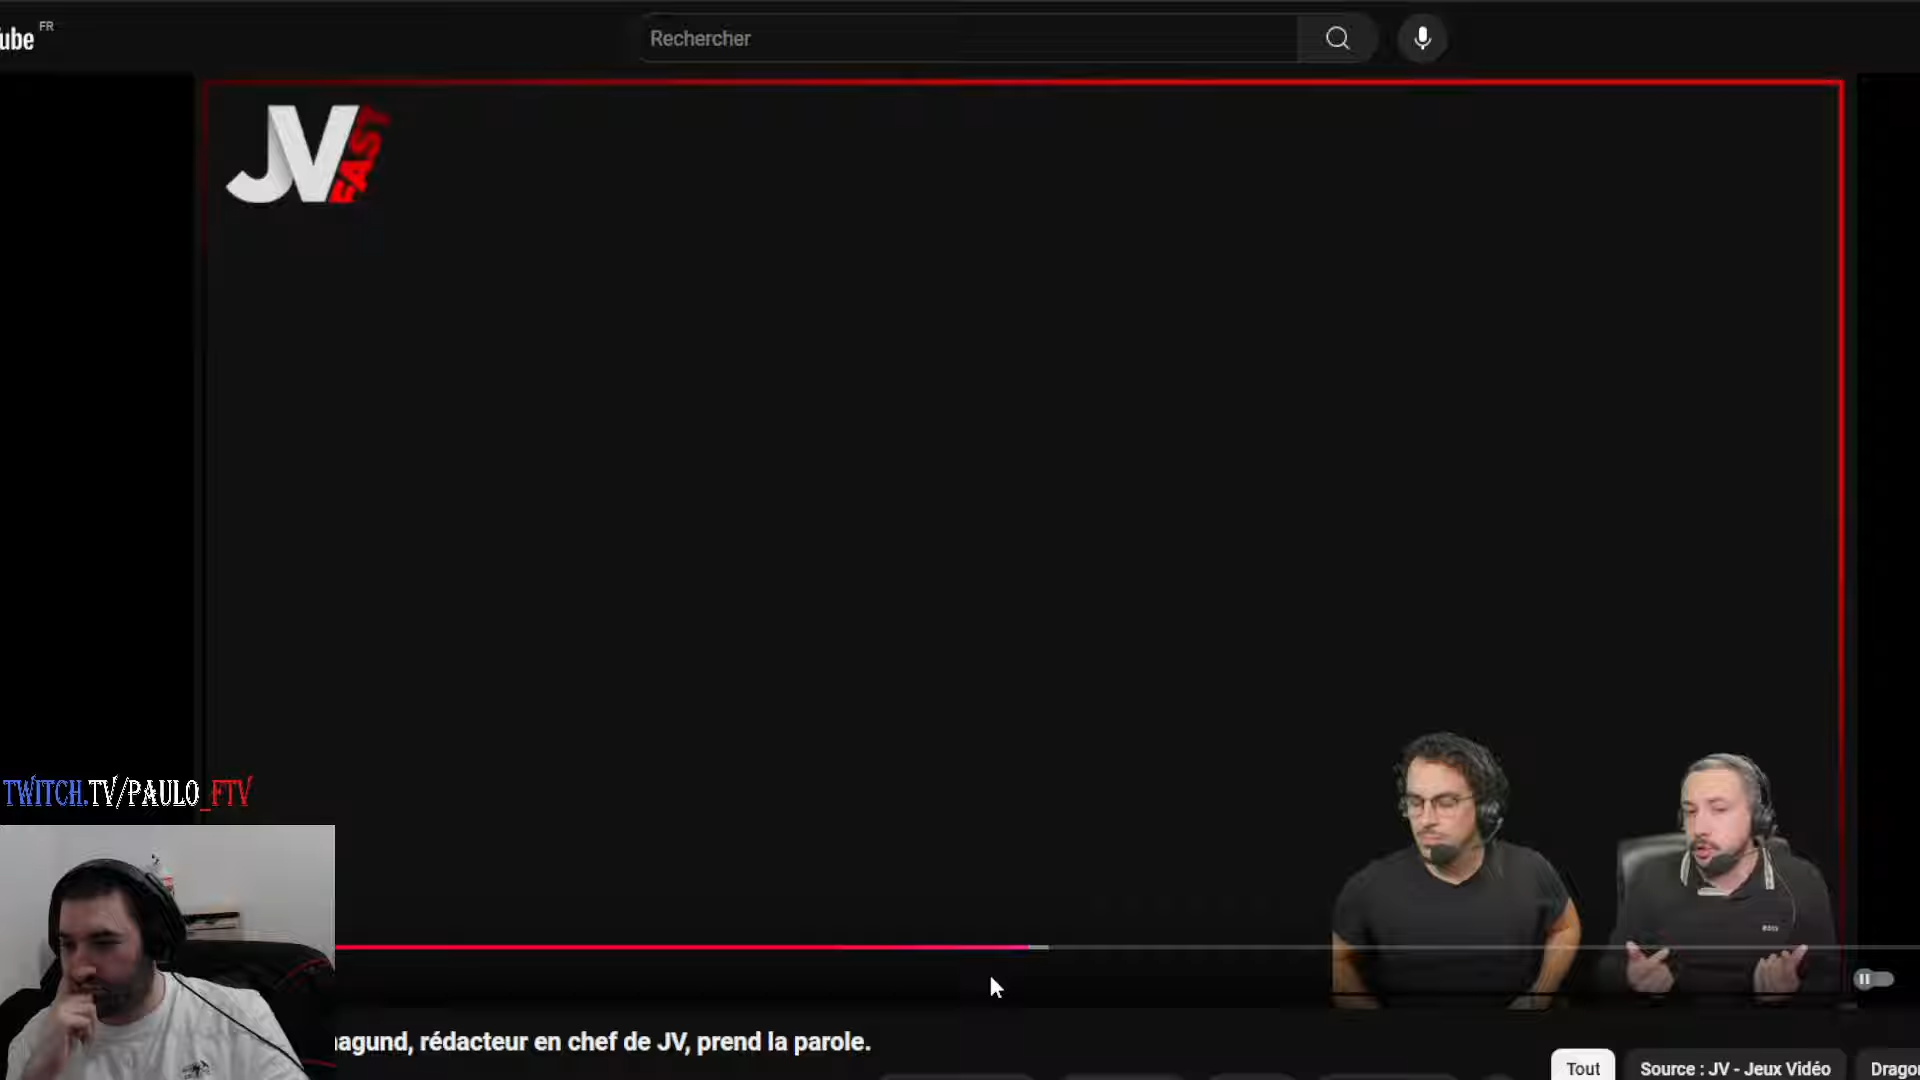 ube FR
Rechercher
JV FAST
TWITCH.TV/PAULO_FTV
agund, rédacteur en chef de JV, prend la parole.
Tout
Source : JV - Jeux Vidéo
Drago